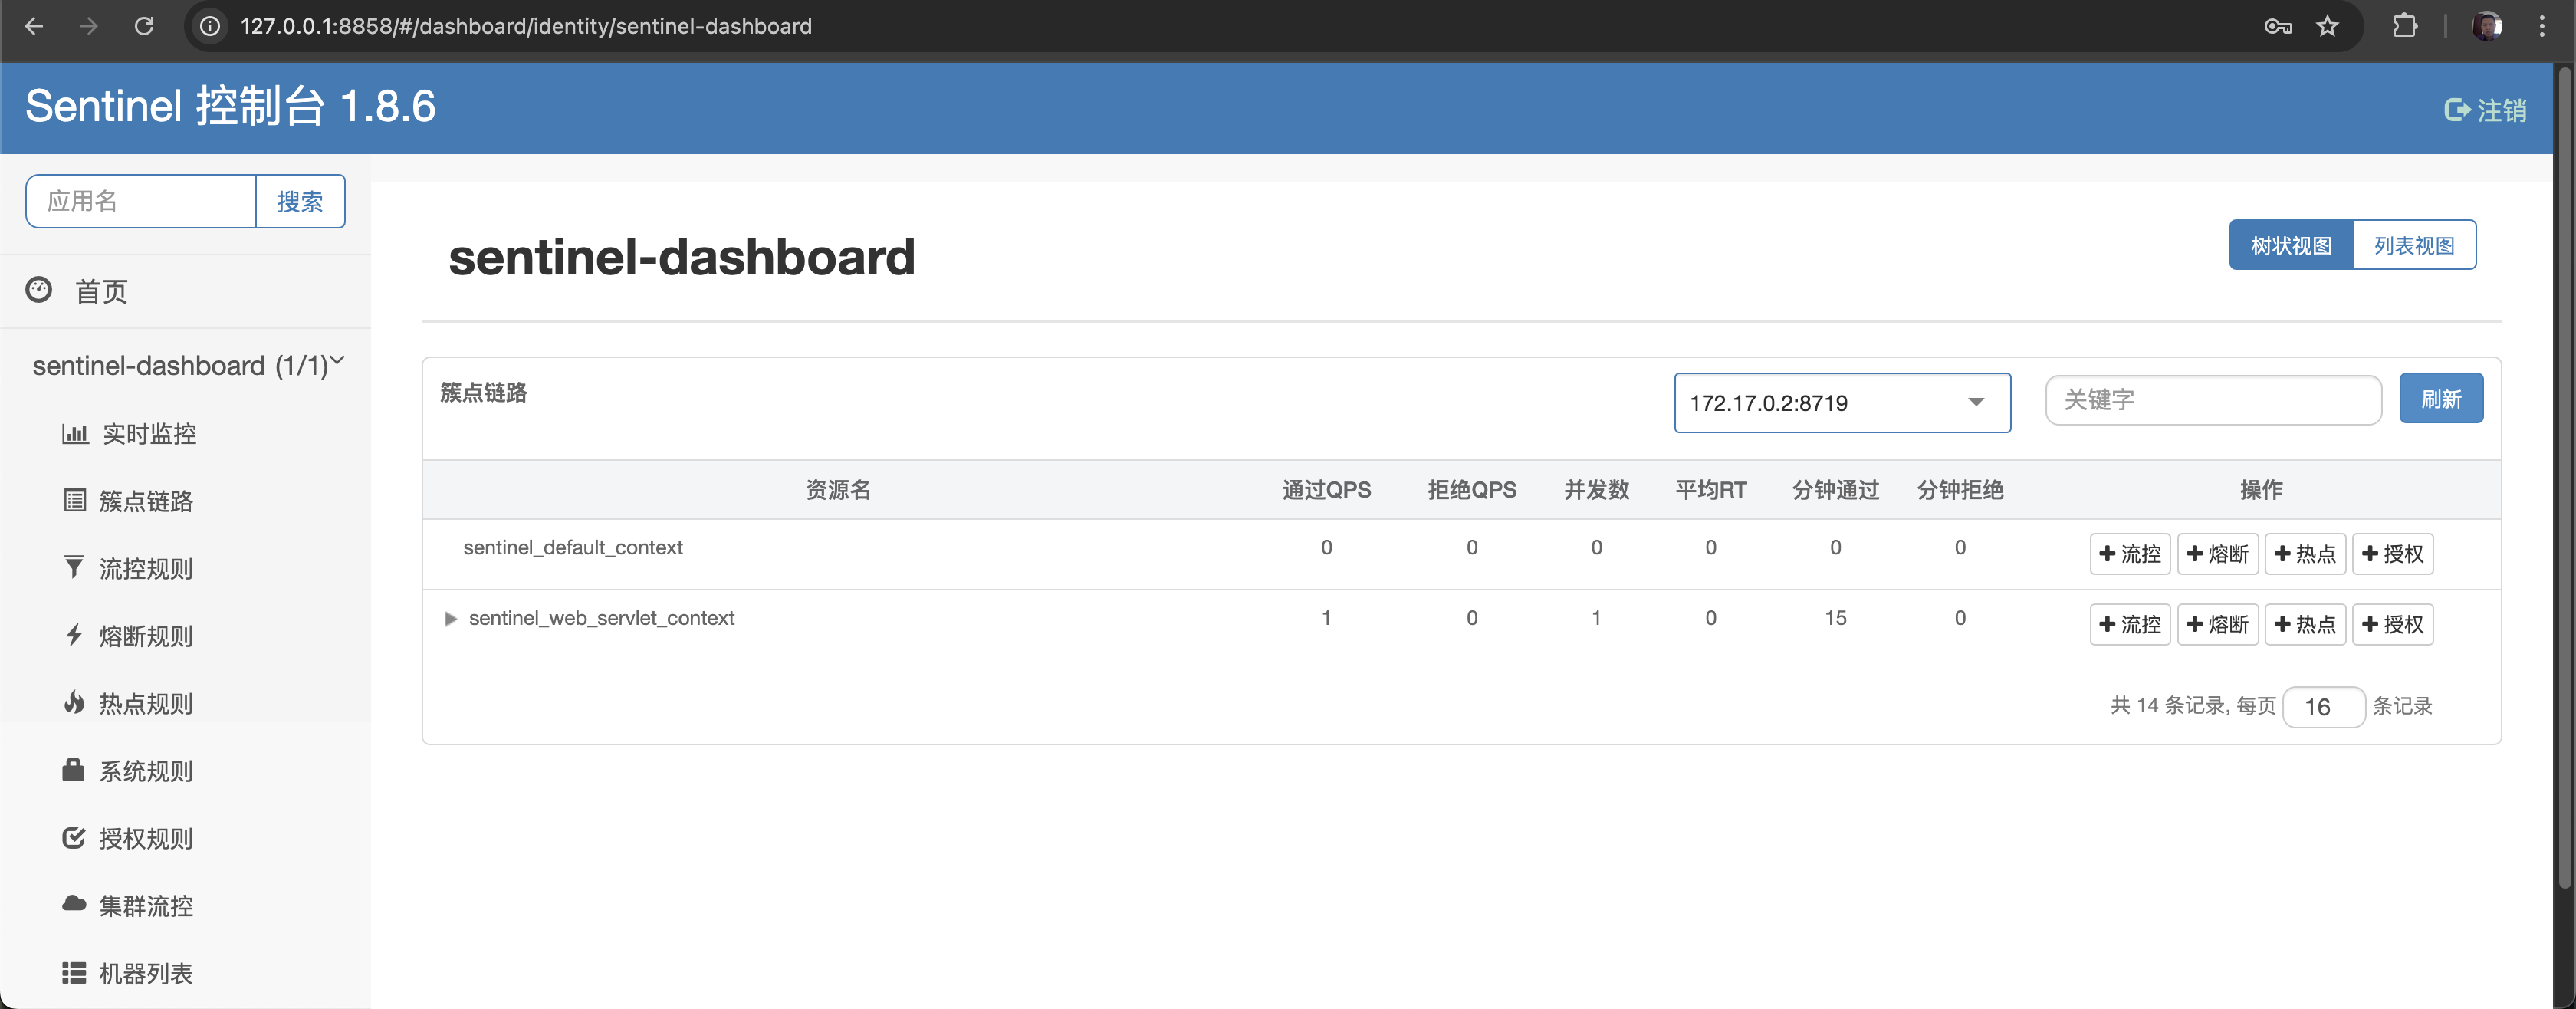 127.0.0.1:8858/#/dashboard/identity/sentinel-dashboard
Sentinel 控制台 1.8.6
注销
应用名
搜索
首页
sentinel-dashboard (1/1)
实时监控
簇点链路
流控规则
熔断规则
热点规则
系统规则
授权规则
集群流控
机器列表
sentinel-dashboard
树状视图 列表视图
簇点链路
172.17.0.2:8719
关键字
刷新
资源名 通过QPS 拒绝QPS 并发数 平均RT 分钟通过 分钟拒绝 操作
sentinel_default_context 0 0 0 0 0 0 流控 熔断 热点 授权
sentinel_web_servlet_context 1 0 1 0 15 0 流控 熔断 热点 授权
共 14 条记录, 每页 16 条记录